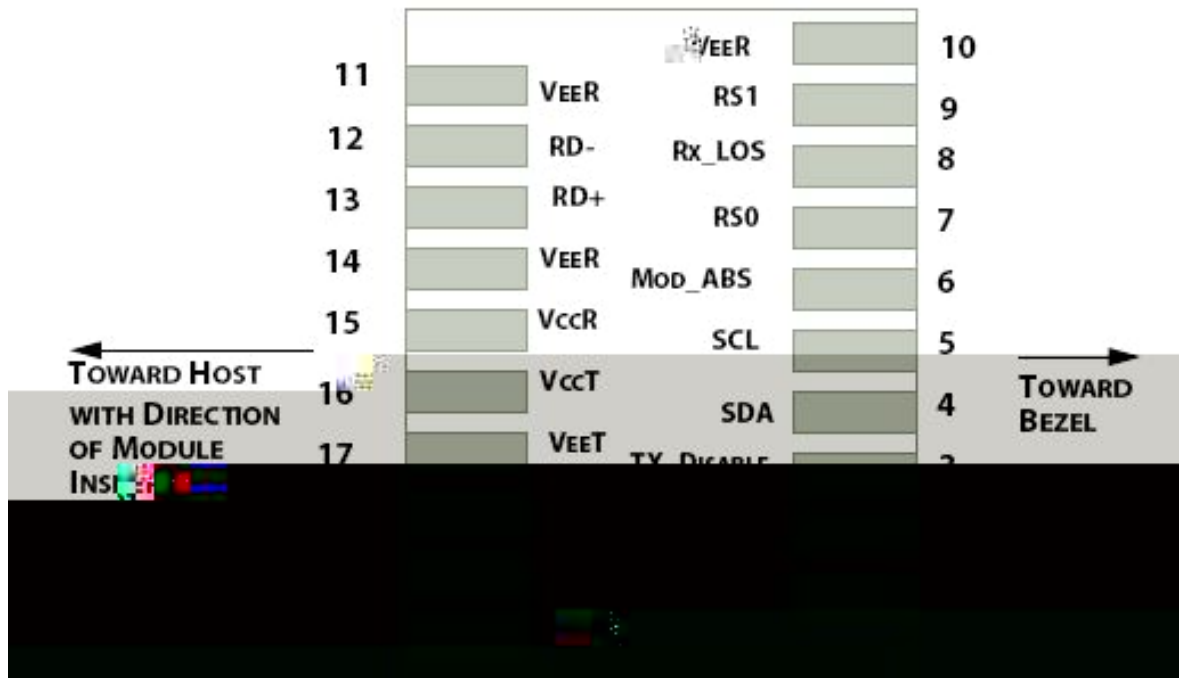 11
VEER
12
RD-
13
RD+
14
VEER
15
VCCR
16
VCCT
17
VEET
VEER
10
RS1
9
RX_LOS
8
RS0
7
MOD_ABS
6
SCL
5
SDA
4
TX_DISABLE
TOWARD HOST
WITH DIRECTION
OF MODULE
TOWARD
BEZEL